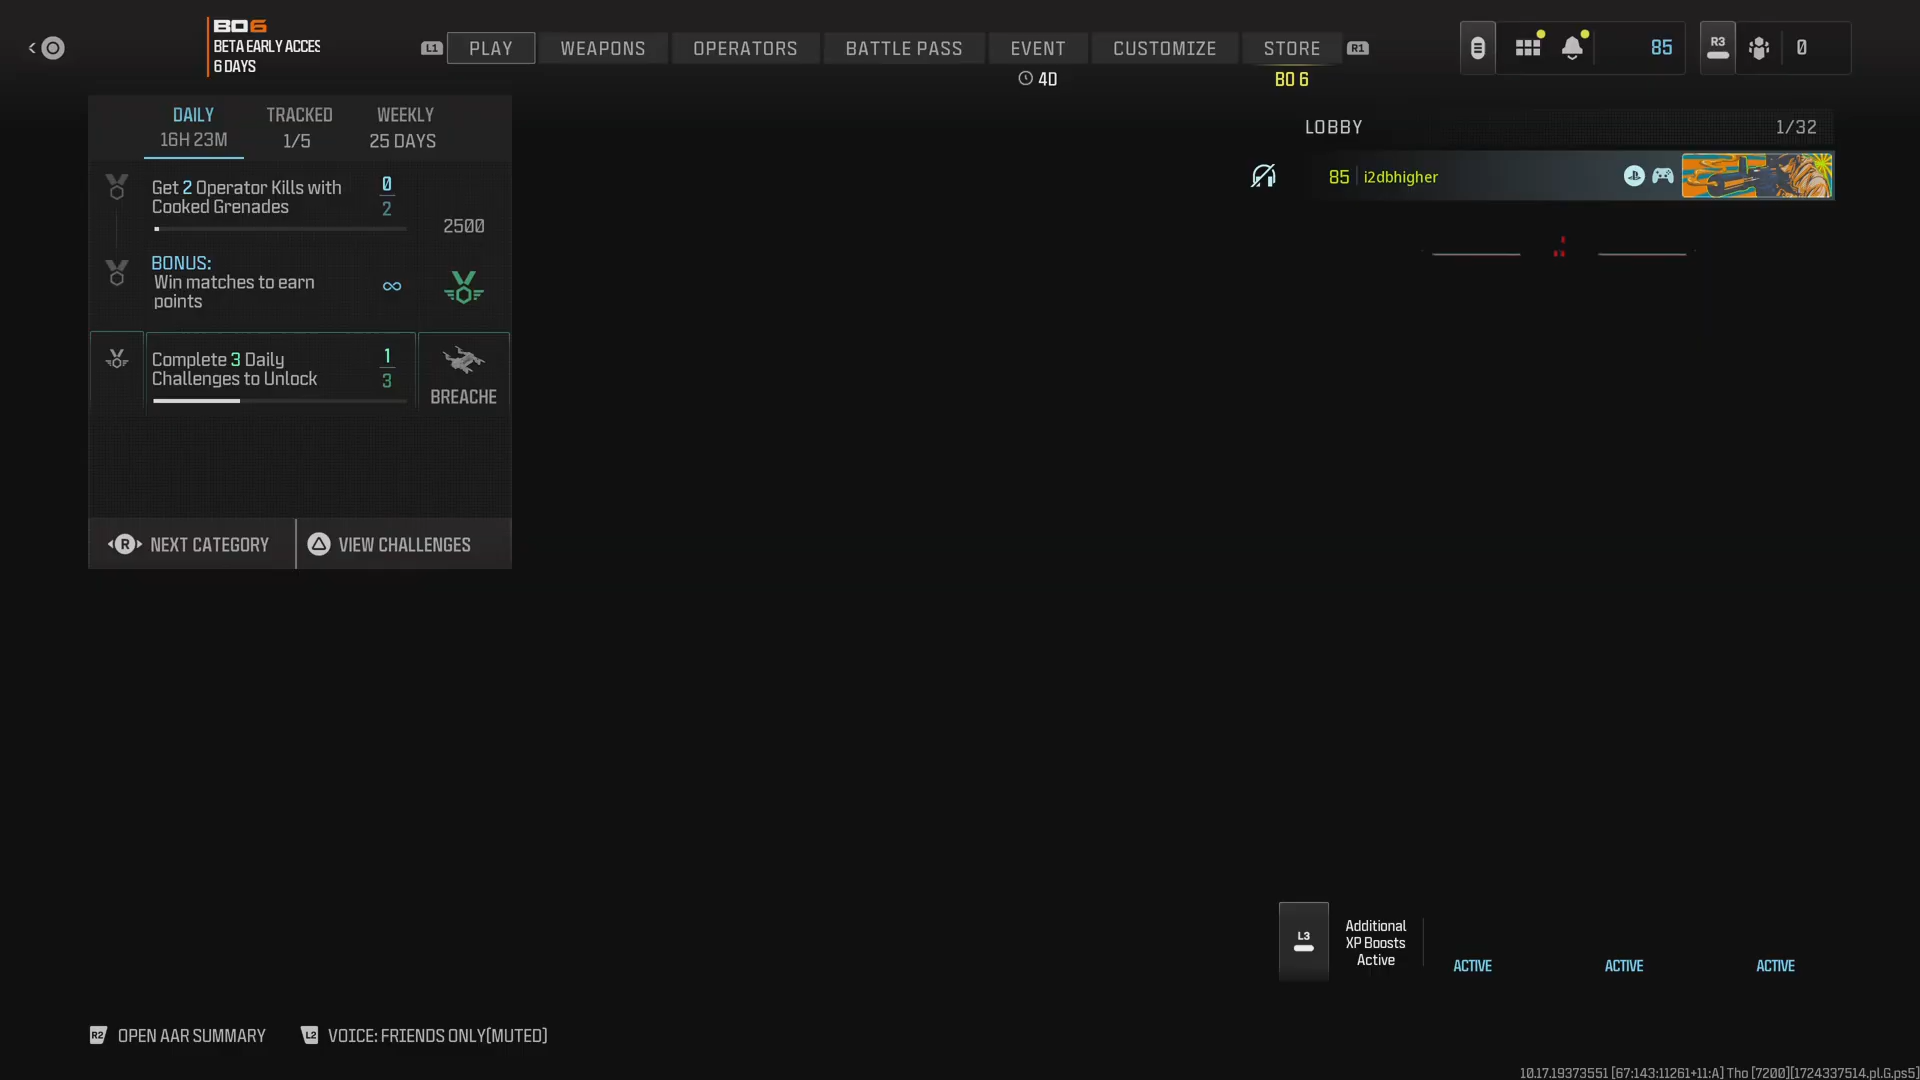 BO6
BETA EARLY ACCES
6 DAYS
L1
PLAY
WEAPONS
OPERATORS
BATTLE PASS
EVENT
CUSTOMIZE
STORE
R1
4D
BO 6
85
R3
0
DAILY
TRACKED
WEEKLY
16H 23M
1/5
25 DAYS
Get 2 Operator Kills with
Cooked Grenades
0
2
2500
BONUS:
Win matches to earn
points
∞
Complete 3 Daily
Challenges to Unlock
1
3
BREACHE
R NEXT CATEGORY
VIEW CHALLENGES
LOBBY
1/32
85
i2dbhigher
L3
Additional
XP Boosts
Active
ACTIVE
ACTIVE
ACTIVE
R2 OPEN AAR SUMMARY
L2 VOICE: FRIENDS ONLY(MUTED)
10.17.19373551 [67:143:11261+11:A] Tho [7200][1724337514.pl.G.ps5]